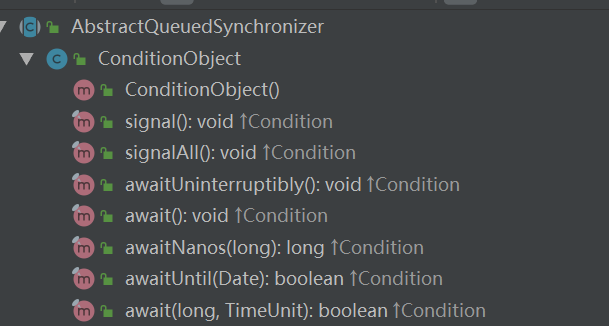 AbstractQueuedSynchronizer
ConditionObject
ConditionObject()
signal(): void ↑Condition
signalAll(): void ↑Condition
awaitUninterruptibly(): void ↑Condition
await(): void ↑Condition
awaitNanos(long): long ↑Condition
awaitUntil(Date): boolean ↑Condition
await(long, TimeUnit): boolean ↑Condition